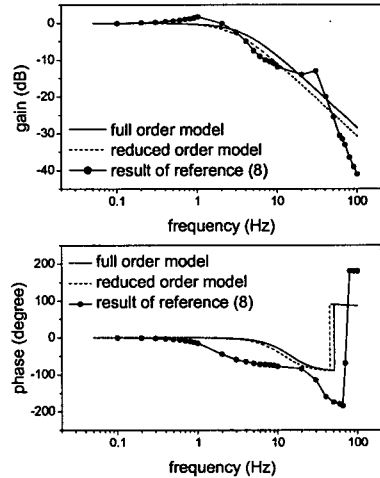 0
-10
-20
-30
-40
gain (dB)
full order model
reduced order model
result of reference (8)
0.1
1
10
100
frequency (Hz)
200
100
0
-100
-200
phase (degree)
full order model
reduced order model
result of reference (8)
0.1
1
10
100
frequency (Hz)